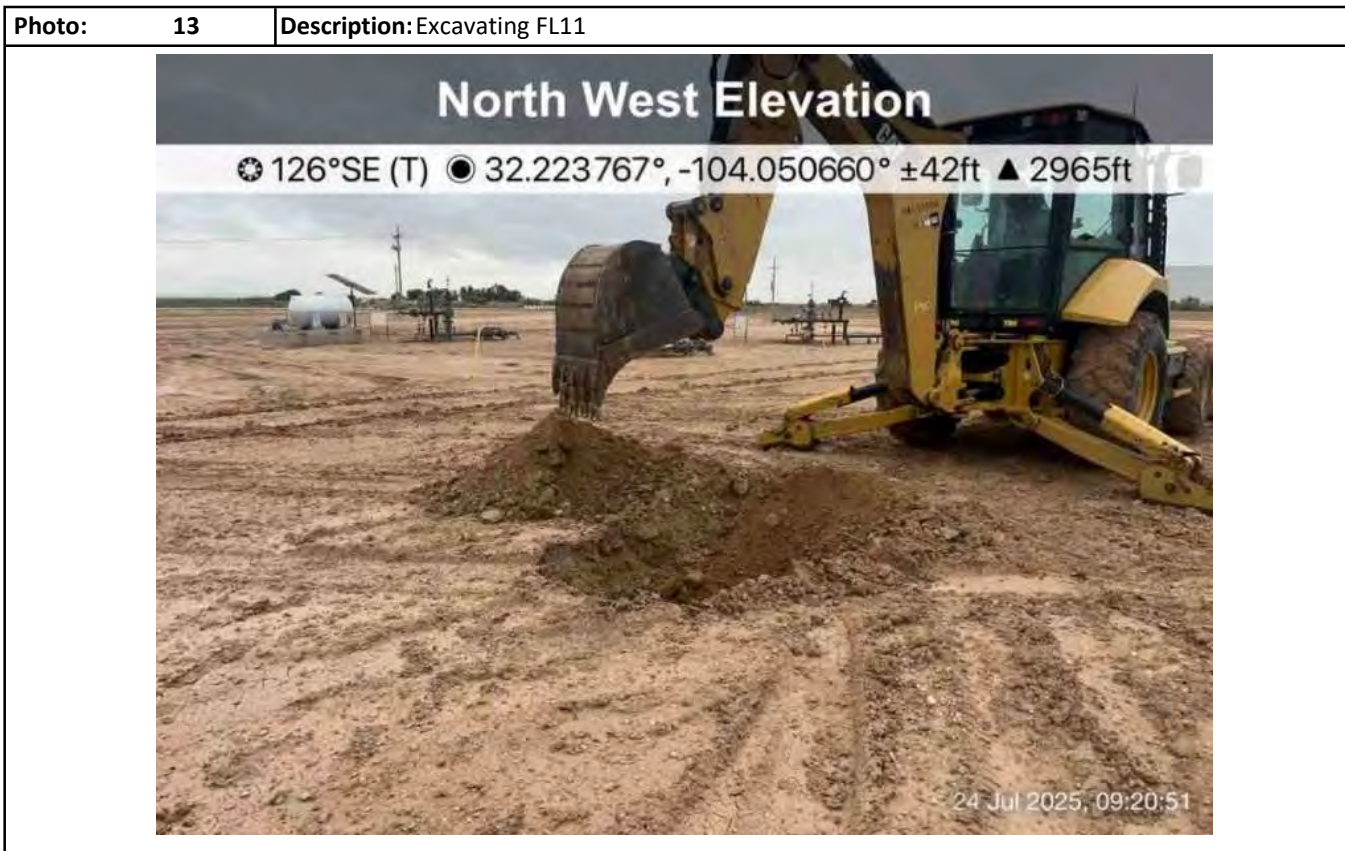 Photo: 13 Description: Excavating FL11
North West Elevation
126°SE (T) 32.223767°, -104.050660° ±42ft ▲ 2965ft
24 Jul 2025, 09:20:51